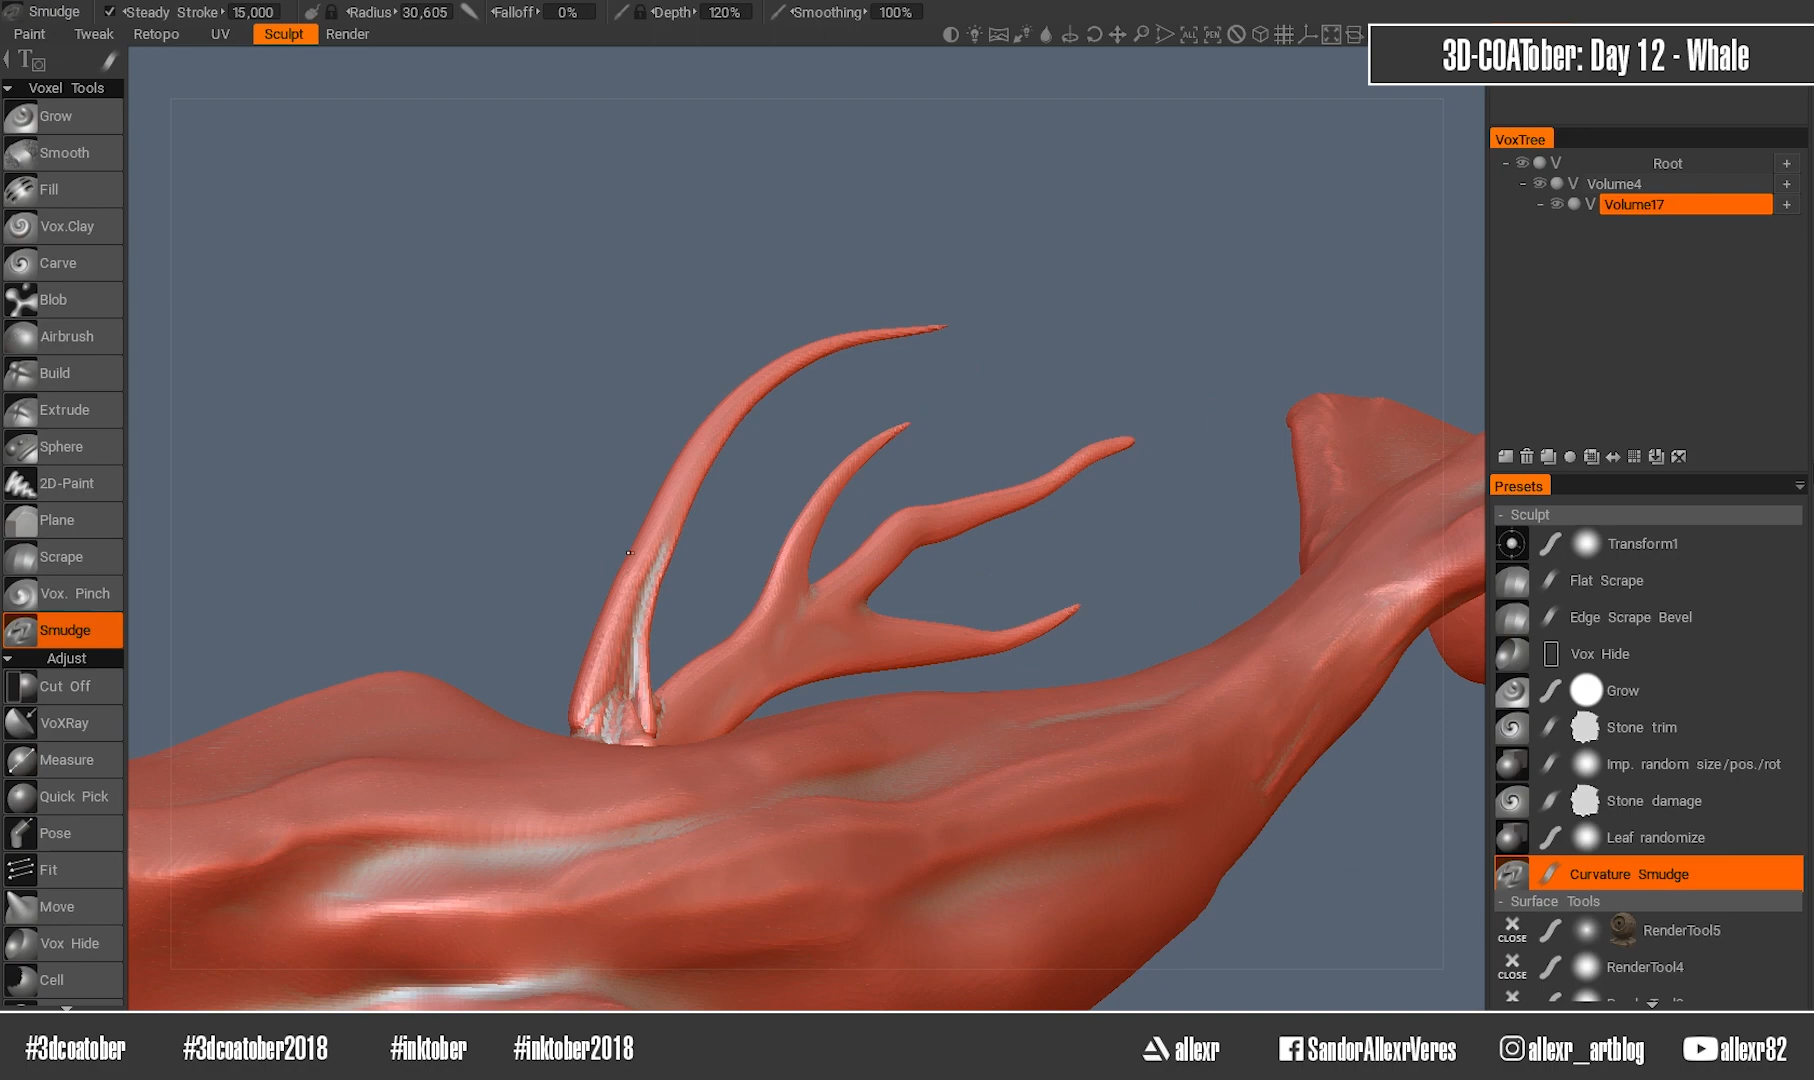 Smudge Steady Stroke 15,000 Radius 30,605 Falloff 0% Depth 120% Smoothing 100%
Paint Tweak Retopo UV Sculpt Render
ALL PEN
3D-COATober: Day 12 - Whale
T
Voxel Tools
Grow
Smooth
Fill
Vox.Clay
Carve
Blob
Airbrush
Build
Extrude
Sphere
2D-Paint
Plane
Scrape
Vox. Pinch
Smudge
Adjust
Cut Off
VoXRay
Measure
Quick Pick
Pose
Fit
Move
Vox Hide
Cell
VoxTree
- V Root +
- V Volume4 +
- V Volume17 +
Presets
- Sculpt
Transform1
Flat Scrape
Edge Scrape Bevel
Vox Hide
Grow
Stone trim
Imp. random size/pos./rot
Stone damage
Leaf randomize
Curvature Smudge
- Surface Tools
CLOSE RenderTool5
CLOSE RenderTool4
#3dcoatober #3dcoatober2018 #inktober #inktober2018 allexr SandorAllexrVeres allexr_artblog allexr82